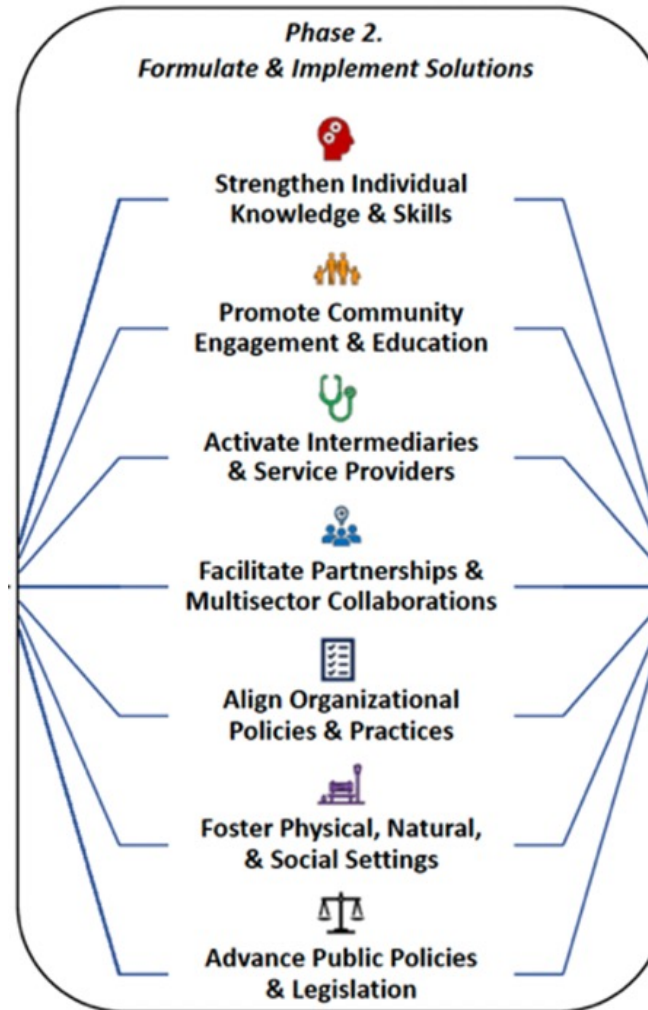 Phase 2.
Formulate & Implement Solutions
Strengthen Individual
Knowledge & Skills
Promote Community
Engagement & Education
Activate Intermediaries
& Service Providers
Facilitate Partnerships &
Multisector Collaborations
Align Organizational
Policies & Practices
Foster Physical, Natural,
& Social Settings
Advance Public Policies
& Legislation